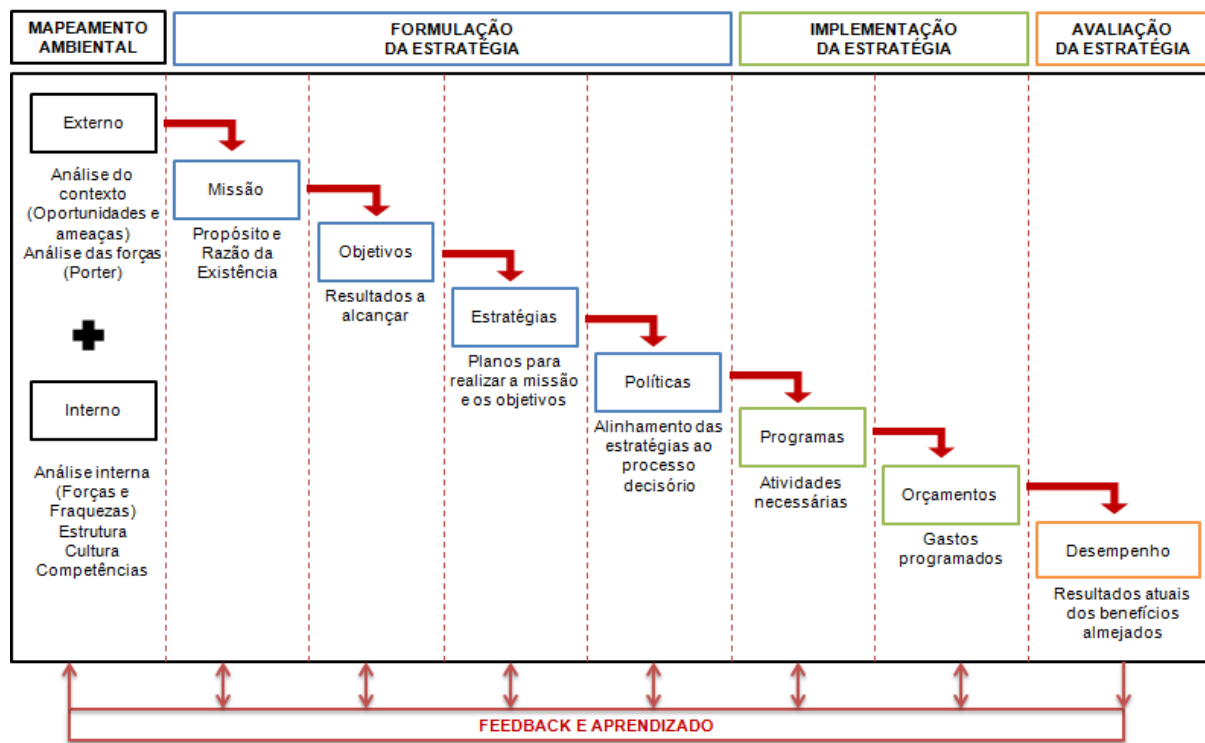 MAPEAMENTO
AMBIENTAL
FORMULAÇÃO
DA ESTRATÉGIA
IMPLEMENTAÇÃO
DA ESTRATÉGIA
AVALIAÇÃO
DA ESTRATÉGIA
Externo
Análise do
contexto
(Oportunidades e
ameaças)
Análise das forças
(Porter)
Interno
Análise interna
(Forças e
Fraquezas)
Estrutura
Cultura
Competências
Missão
Propósito e
Razão da
Existência
Objetivos
Resultados a
alcançar
Estratégias
Planos para
realizar a missão
e os objetivos
Políticas
Alinhamento das
estratégias ao
processo
decisório
Programas
Atividades
necessárias
Orçamentos
Gastos
programados
Desempenho
Resultados atuais
dos benefícios
almejados
FEEDBACK E APRENDIZADO